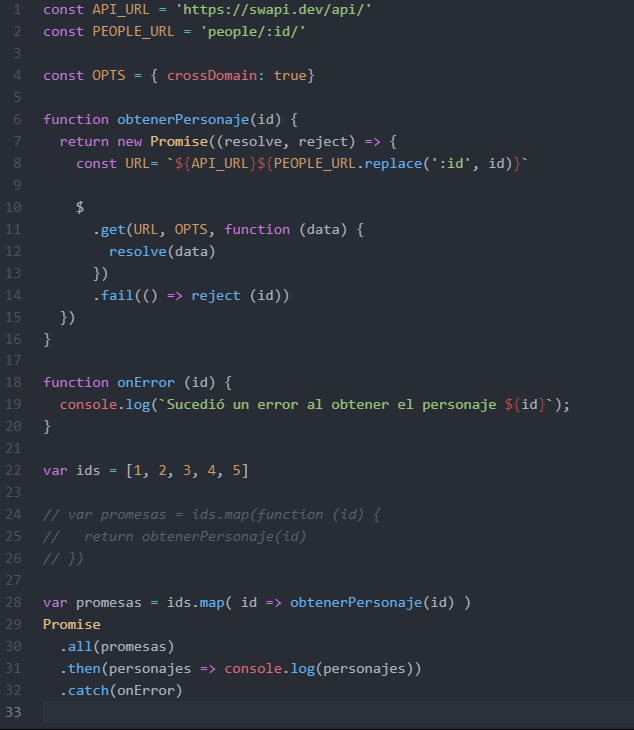 1 const API_URL = 'https://swapi.dev/api/'
2 const PEOPLE_URL = 'people/:id/'
3
4 const OPTS = { crossDomain: true}
5
6 function obtenerPersonaje(id) {
7   return new Promise((resolve, reject) => {
8     const URL= `${API_URL}${PEOPLE_URL.replace(':id', id)}`
9
10     $
11       .get(URL, OPTS, function (data) {
12         resolve(data)
13       })
14       .fail(() => reject (id))
15   })
16 }
17
18 function onError (id) {
19   console.log(`Sucedió un error al obtener el personaje ${id}`);
20 }
21
22 var ids = [1, 2, 3, 4, 5]
23
24 // var promesas = ids.map(function (id) {
25 //   return obtenerPersonaje(id)
26 // })
27
28 var promesas = ids.map( id => obtenerPersonaje(id) )
29 Promise
30   .all(promesas)
31   .then(personajes => console.log(personajes))
32   .catch(onError)
33